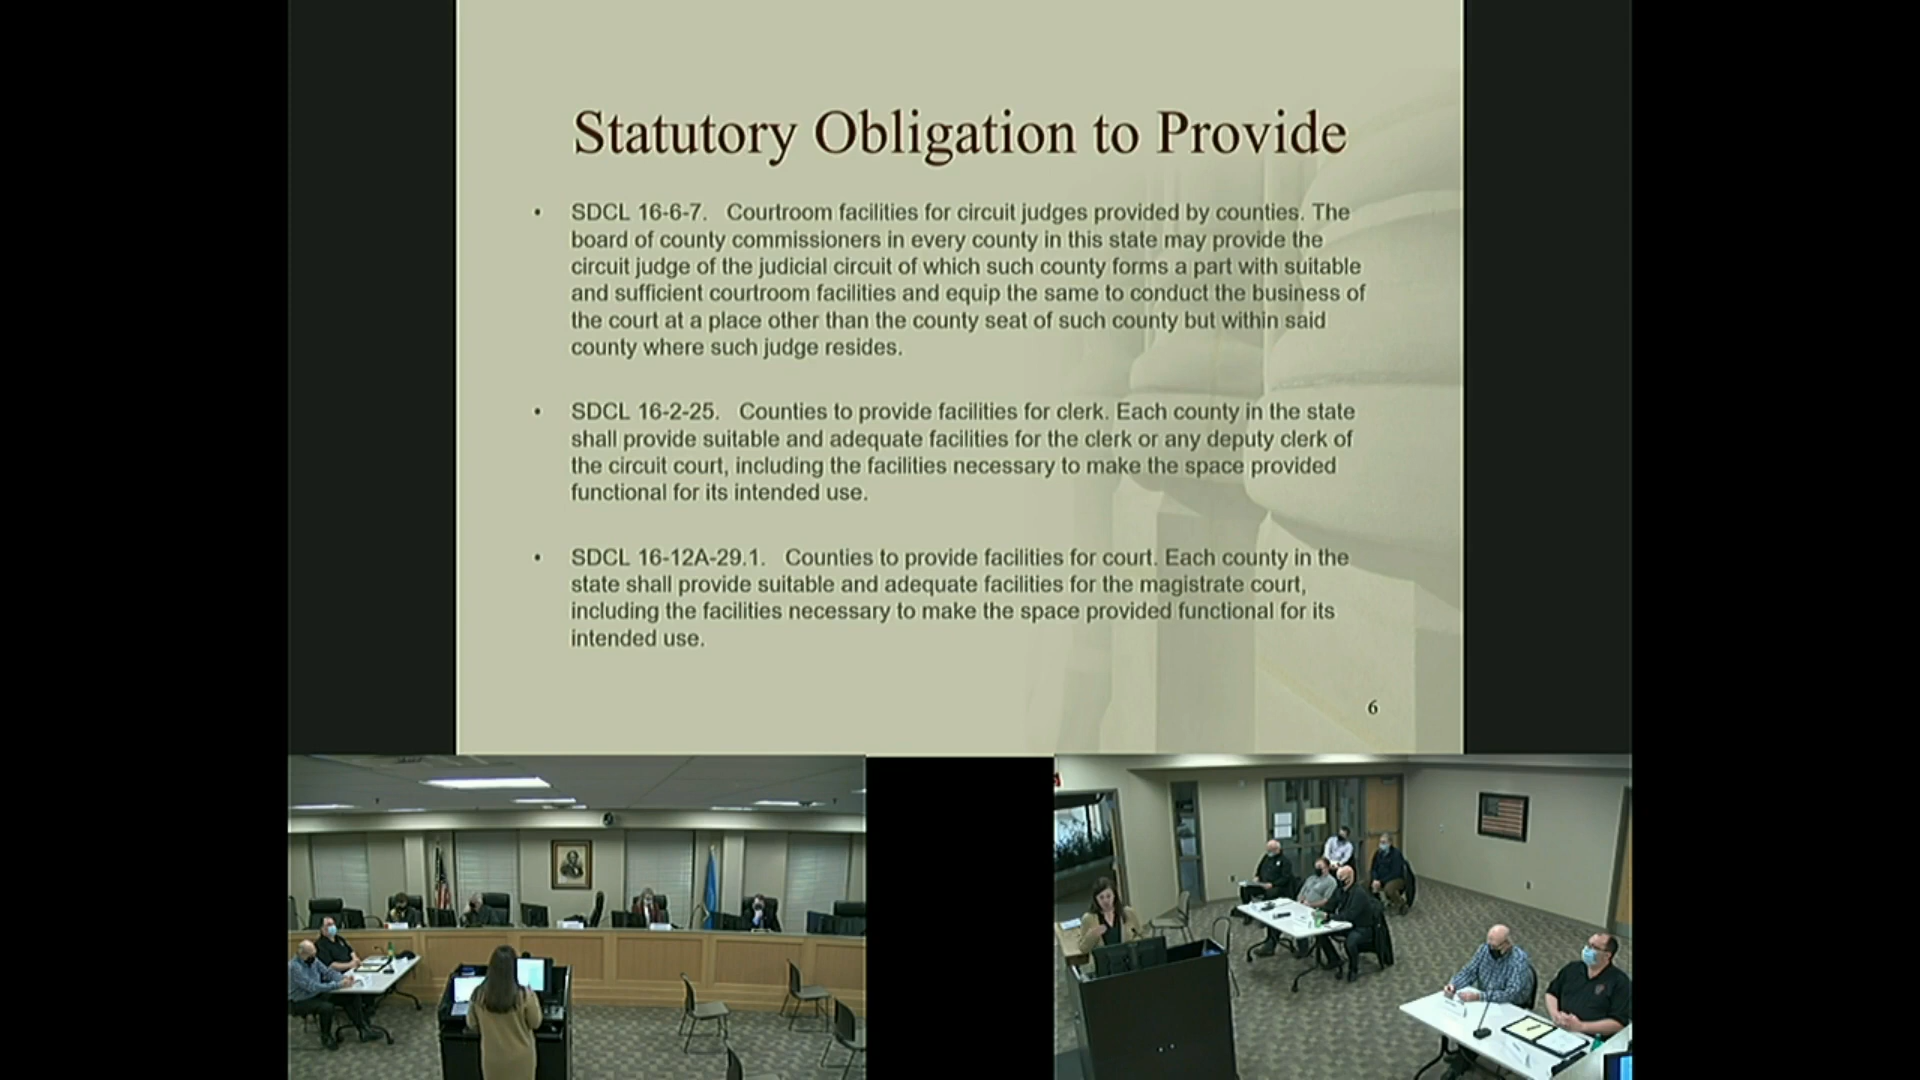 Statutory Obligation to Provide
• SDCL 16-6-7. Courtroom facilities for circuit judges provided by counties. The
board of county commissioners in every county in this state may provide the
circuit judge of the judicial circuit of which such county forms a part with suitable
and sufficient courtroom facilities and equip the same to conduct the business of
the court at a place other than the county seat of such county but within said
county where such judge resides.
• SDCL 16-2-25. Counties to provide facilities for clerk. Each county in the state
shall provide suitable and adequate facilities for the clerk or any deputy clerk of
the circuit court, including the facilities necessary to make the space provided
functional for its intended use.
• SDCL 16-12A-29.1. Counties to provide facilities for court. Each county in the
state shall provide suitable and adequate facilities for the magistrate court,
including the facilities necessary to make the space provided functional for its
intended use.
6